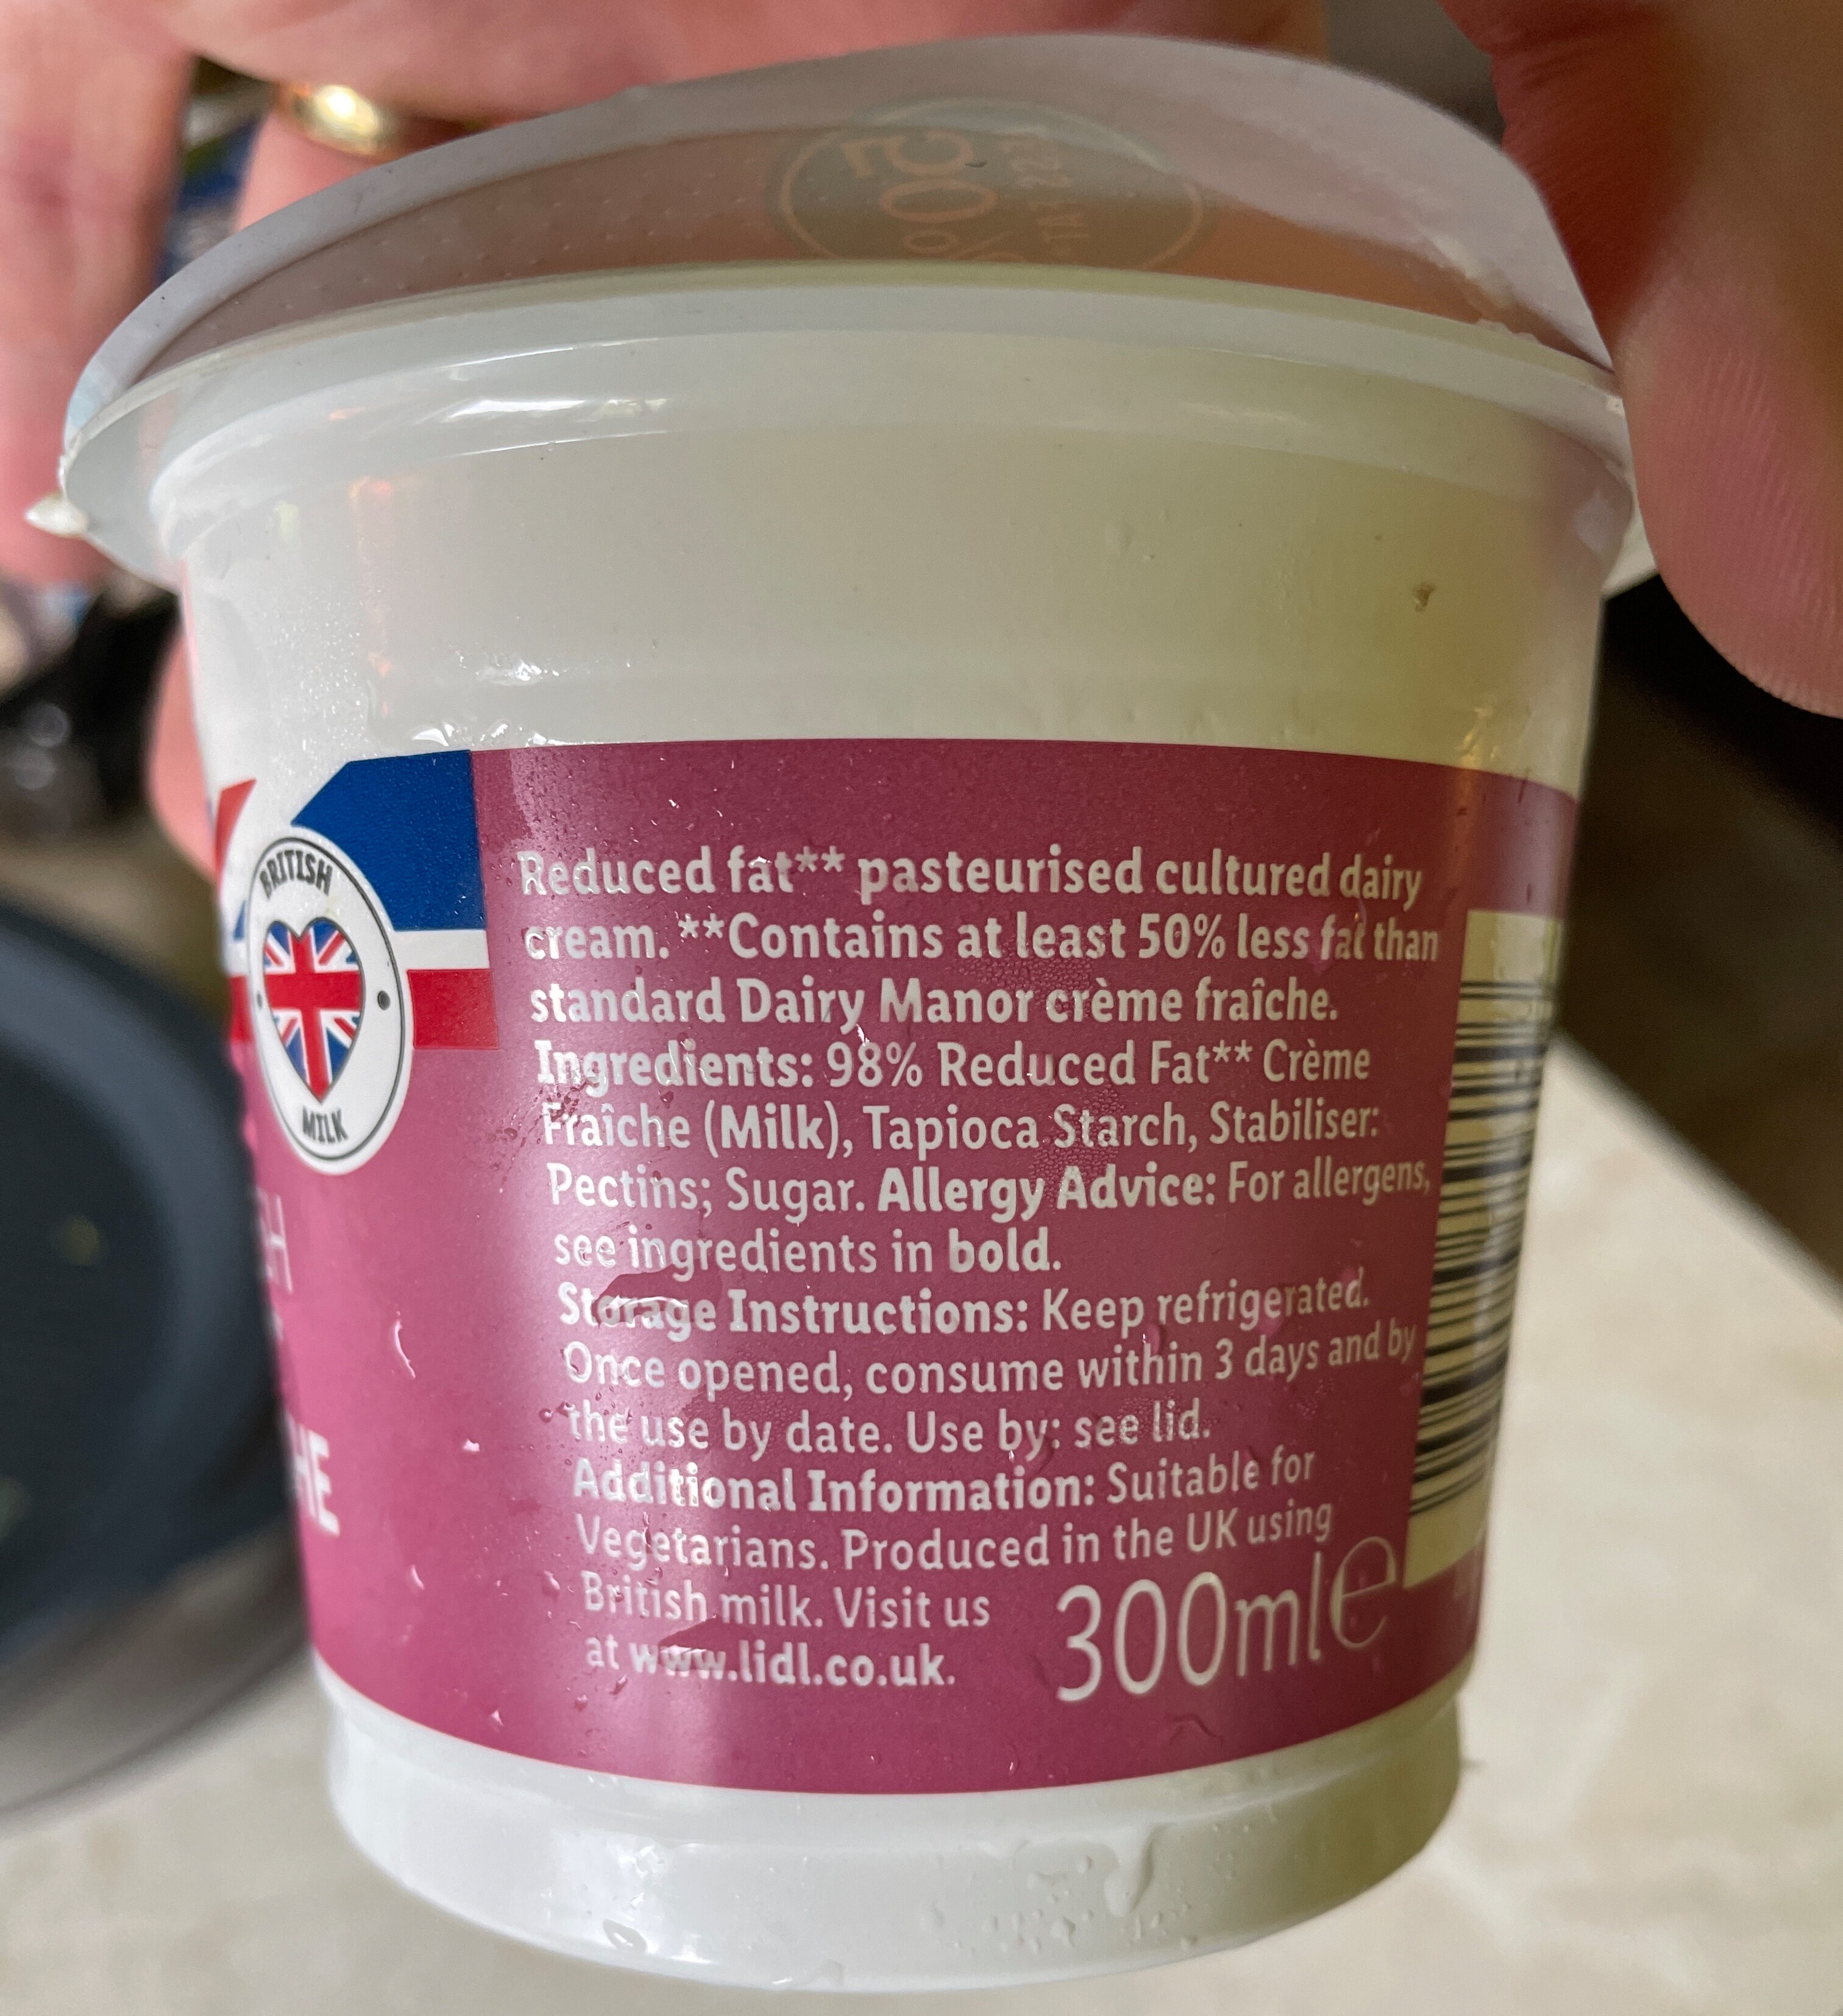 50%
BRITISH
MILK
Reduced fat** pasteurised cultured dairy
cream. **Contains at least 50% less fat than
standard Dairy Manor crème fraîche.
Ingredients: 98% Reduced Fat** Crème
Fraîche (Milk), Tapioca Starch, Stabiliser:
Pectins; Sugar. Allergy Advice: For allergens,
see ingredients in bold.
Storage Instructions: Keep refrigerated.
Once opened, consume within 3 days and by
the use by date. Use by: see lid.
Additional Information: Suitable for
Vegetarians. Produced in the UK using
British milk. Visit us
at www.lidl.co.uk.
300ml℮